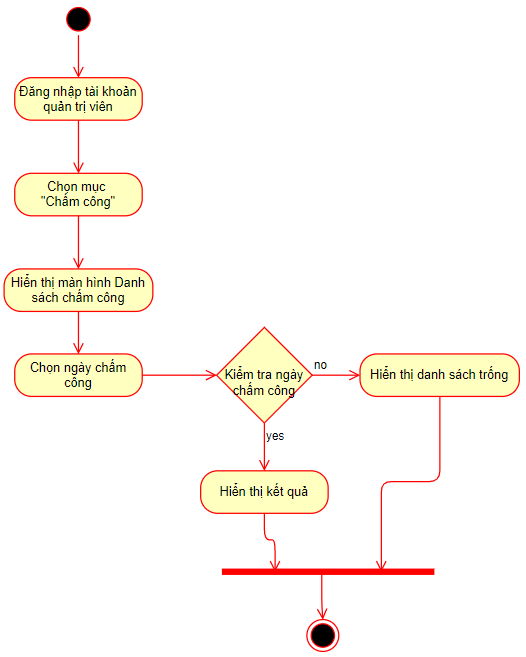 Đăng nhập tài khoản
quản trị viên
Chọn mục
"Chấm công"
Hiển thị màn hình Danh
sách chấm công
Chọn ngày chấm
công
Kiểm tra ngày
chấm công
no
Hiển thị danh sách trống
yes
Hiển thị kết quả